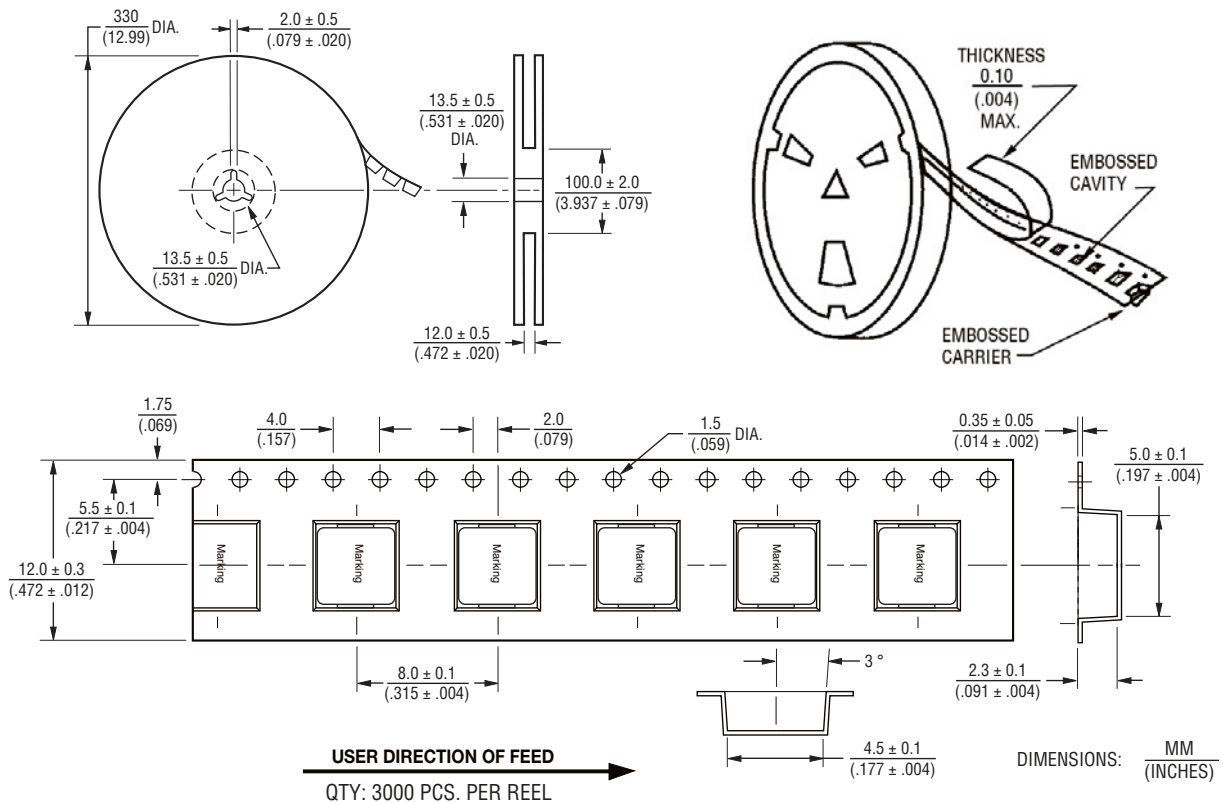 330
(12.99)
DIA.
2.0 ± 0.5
(.079 ± .020)
13.5 ± 0.5
(.531 ± .020)
DIA.
100.0 ± 2.0
(3.937 ± .079)
13.5 ± 0.5
(.531 ± .020)
DIA.
12.0 ± 0.5
(.472 ± .020)
THICKNESS
0.10
(.004)
MAX.
EMBOSSED
CAVITY
EMBOSSED
CARRIER
1.75
(.069)
4.0
(.157)
2.0
(.079)
1.5
(.059)
DIA.
0.35 ± 0.05
(.014 ± .002)
5.0 ± 0.1
(.197 ± .004)
5.5 ± 0.1
(.217 ± .004)
12.0 ± 0.3
(.472 ± .012)
Marking
Marking
Marking
Marking
Marking
Marking
8.0 ± 0.1
(.315 ± .004)
3 °
2.3 ± 0.1
(.091 ± .004)
4.5 ± 0.1
(.177 ± .004)
USER DIRECTION OF FEED
QTY: 3000 PCS. PER REEL
DIMENSIONS:
MM
(INCHES)